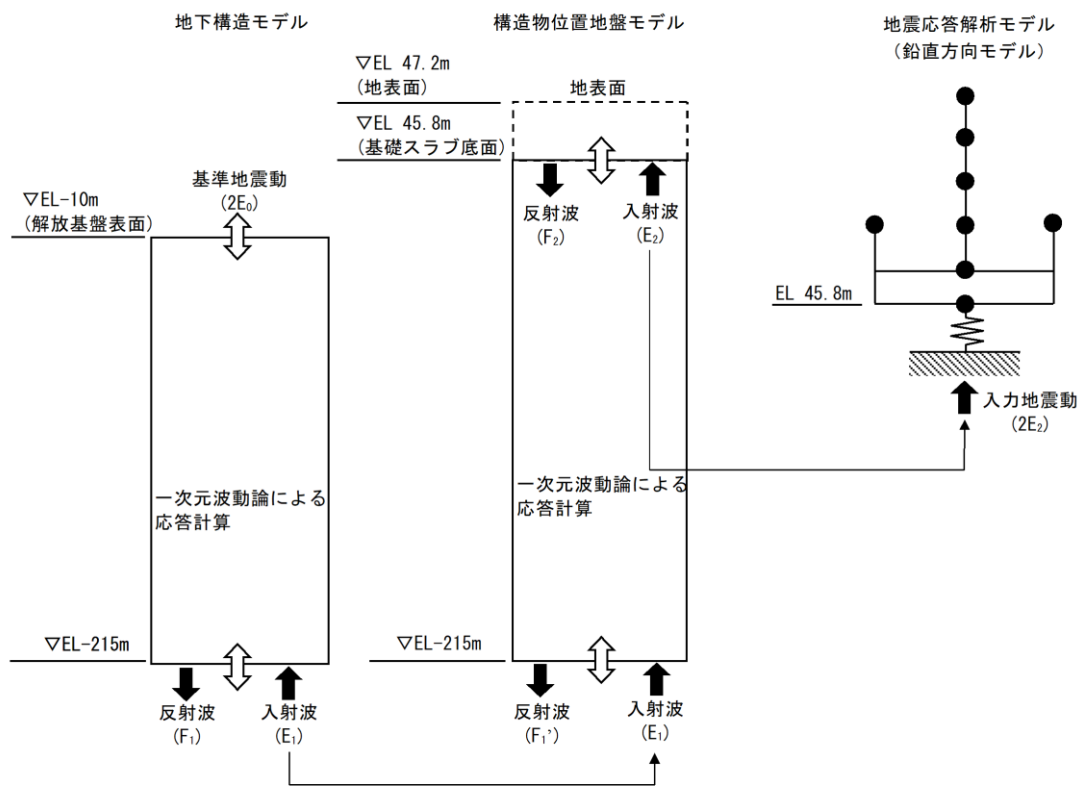 地下構造モデル
▽EL-10m
(解放基盤表面)
基準地震動
(2E₀)
一次元波動論による
応答計算
▽EL-215m
反射波
(F₁)
入射波
(E₁)
構造物位置地盤モデル
▽EL 47.2m
(地表面)
地表面
▽EL 45.8m
(基礎スラブ底面)
反射波
(F₂)
入射波
(E₂)
一次元波動論による
応答計算
▽EL-215m
反射波
(F₁')
入射波
(E₁)
地震応答解析モデル
(鉛直方向モデル)
EL 45.8m
入力地震動
(2E₂)